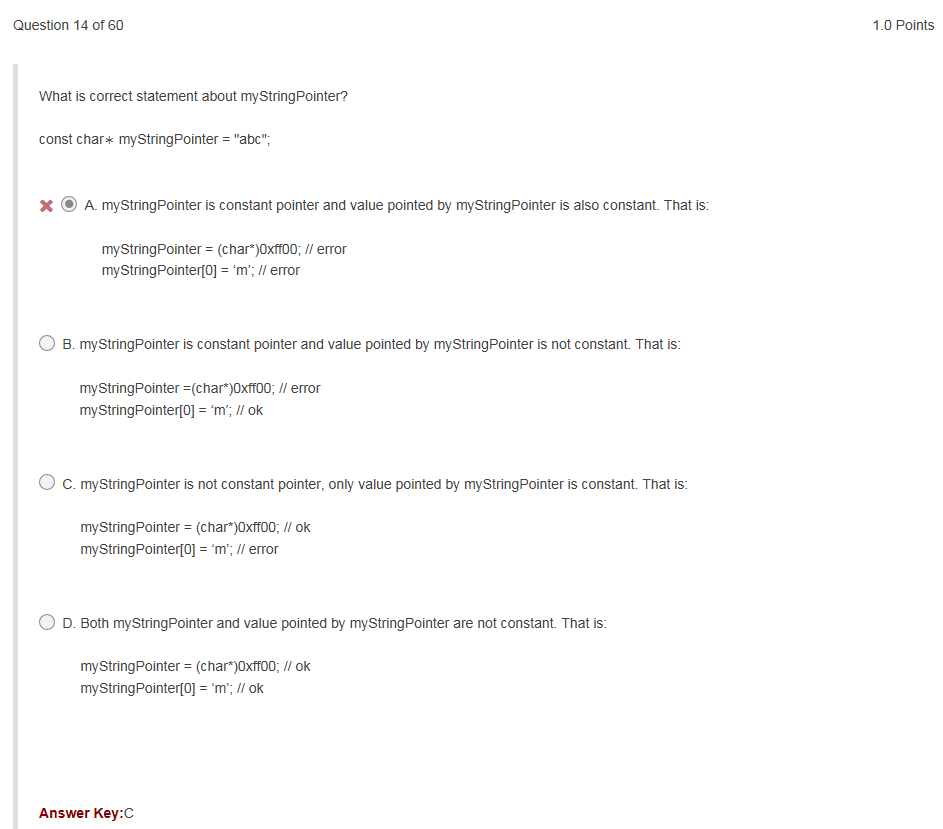 Question 14 of 60
1.0 Points
What is correct statement about myStringPointer?
const char* myStringPointer = "abc";
A. myStringPointer is constant pointer and value pointed by myStringPointer is also constant. That is:
myStringPointer = (char*)0xff00; // error
myStringPointer[0] = ‘m’; // error
B. myStringPointer is constant pointer and value pointed by myStringPointer is not constant. That is:
myStringPointer =(char*)0xff00; // error
myStringPointer[0] = ‘m’; // ok
C. myStringPointer is not constant pointer, only value pointed by myStringPointer is constant. That is:
myStringPointer = (char*)0xff00; // ok
myStringPointer[0] = ‘m’; // error
D. Both myStringPointer and value pointed by myStringPointer are not constant. That is:
myStringPointer = (char*)0xff00; // ok
myStringPointer[0] = ‘m’; // ok
Answer Key:C